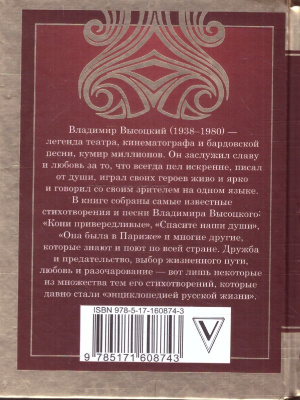 Владимир Высоцкий (1938–1980) —
легенда театра, кинематографа и бардовской
песни, кумир миллионов. Он заслужил славу
и любовь за то, что всегда пел искренне, писал
от души, играл своих героев живо и ярко
и говорил со своим зрителем на одном языке.
В книге собраны самые известные
стихотворения и песни Владимира Высоцкого:
«Кони привередливые», «Спасите наши души»,
«Она была в Париже» и многие другие,
которые знают и поют по всей стране. Дружба
и предательство, выбор жизненного пути,
любовь и разочарование — вот лишь некоторые
из множества тем его стихотворений, которые
давно стали «энциклопедией русской жизни».
ISBN 978-5-17-160874-3
9 785171 608743